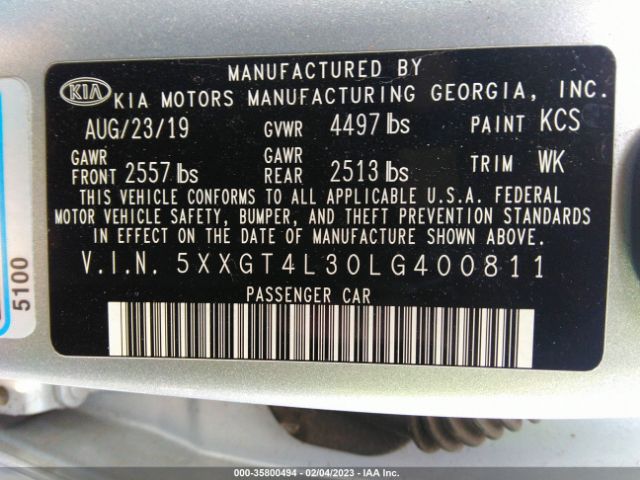 MANUFACTURED BY
KIA KIA MOTORS MANUFACTURING GEORGIA, INC.
AUG/23/19 GVWR 4497 lbs PAINT KCS
GAWR FRONT 2557 lbs GAWR REAR 2513 lbs TRIM WK
THIS VEHICLE CONFORMS TO ALL APPLICABLE U.S.A. FEDERAL
MOTOR VEHICLE SAFETY, BUMPER, AND THEFT PREVENTION STANDARDS
IN EFFECT ON THE DATE OF MANUFACTURE SHOWN ABOVE.
V.I.N. 5XXGT4L30LG400811
PASSENGER CAR
5100
000-35800494 - 02/04/2023 - IAA Inc.